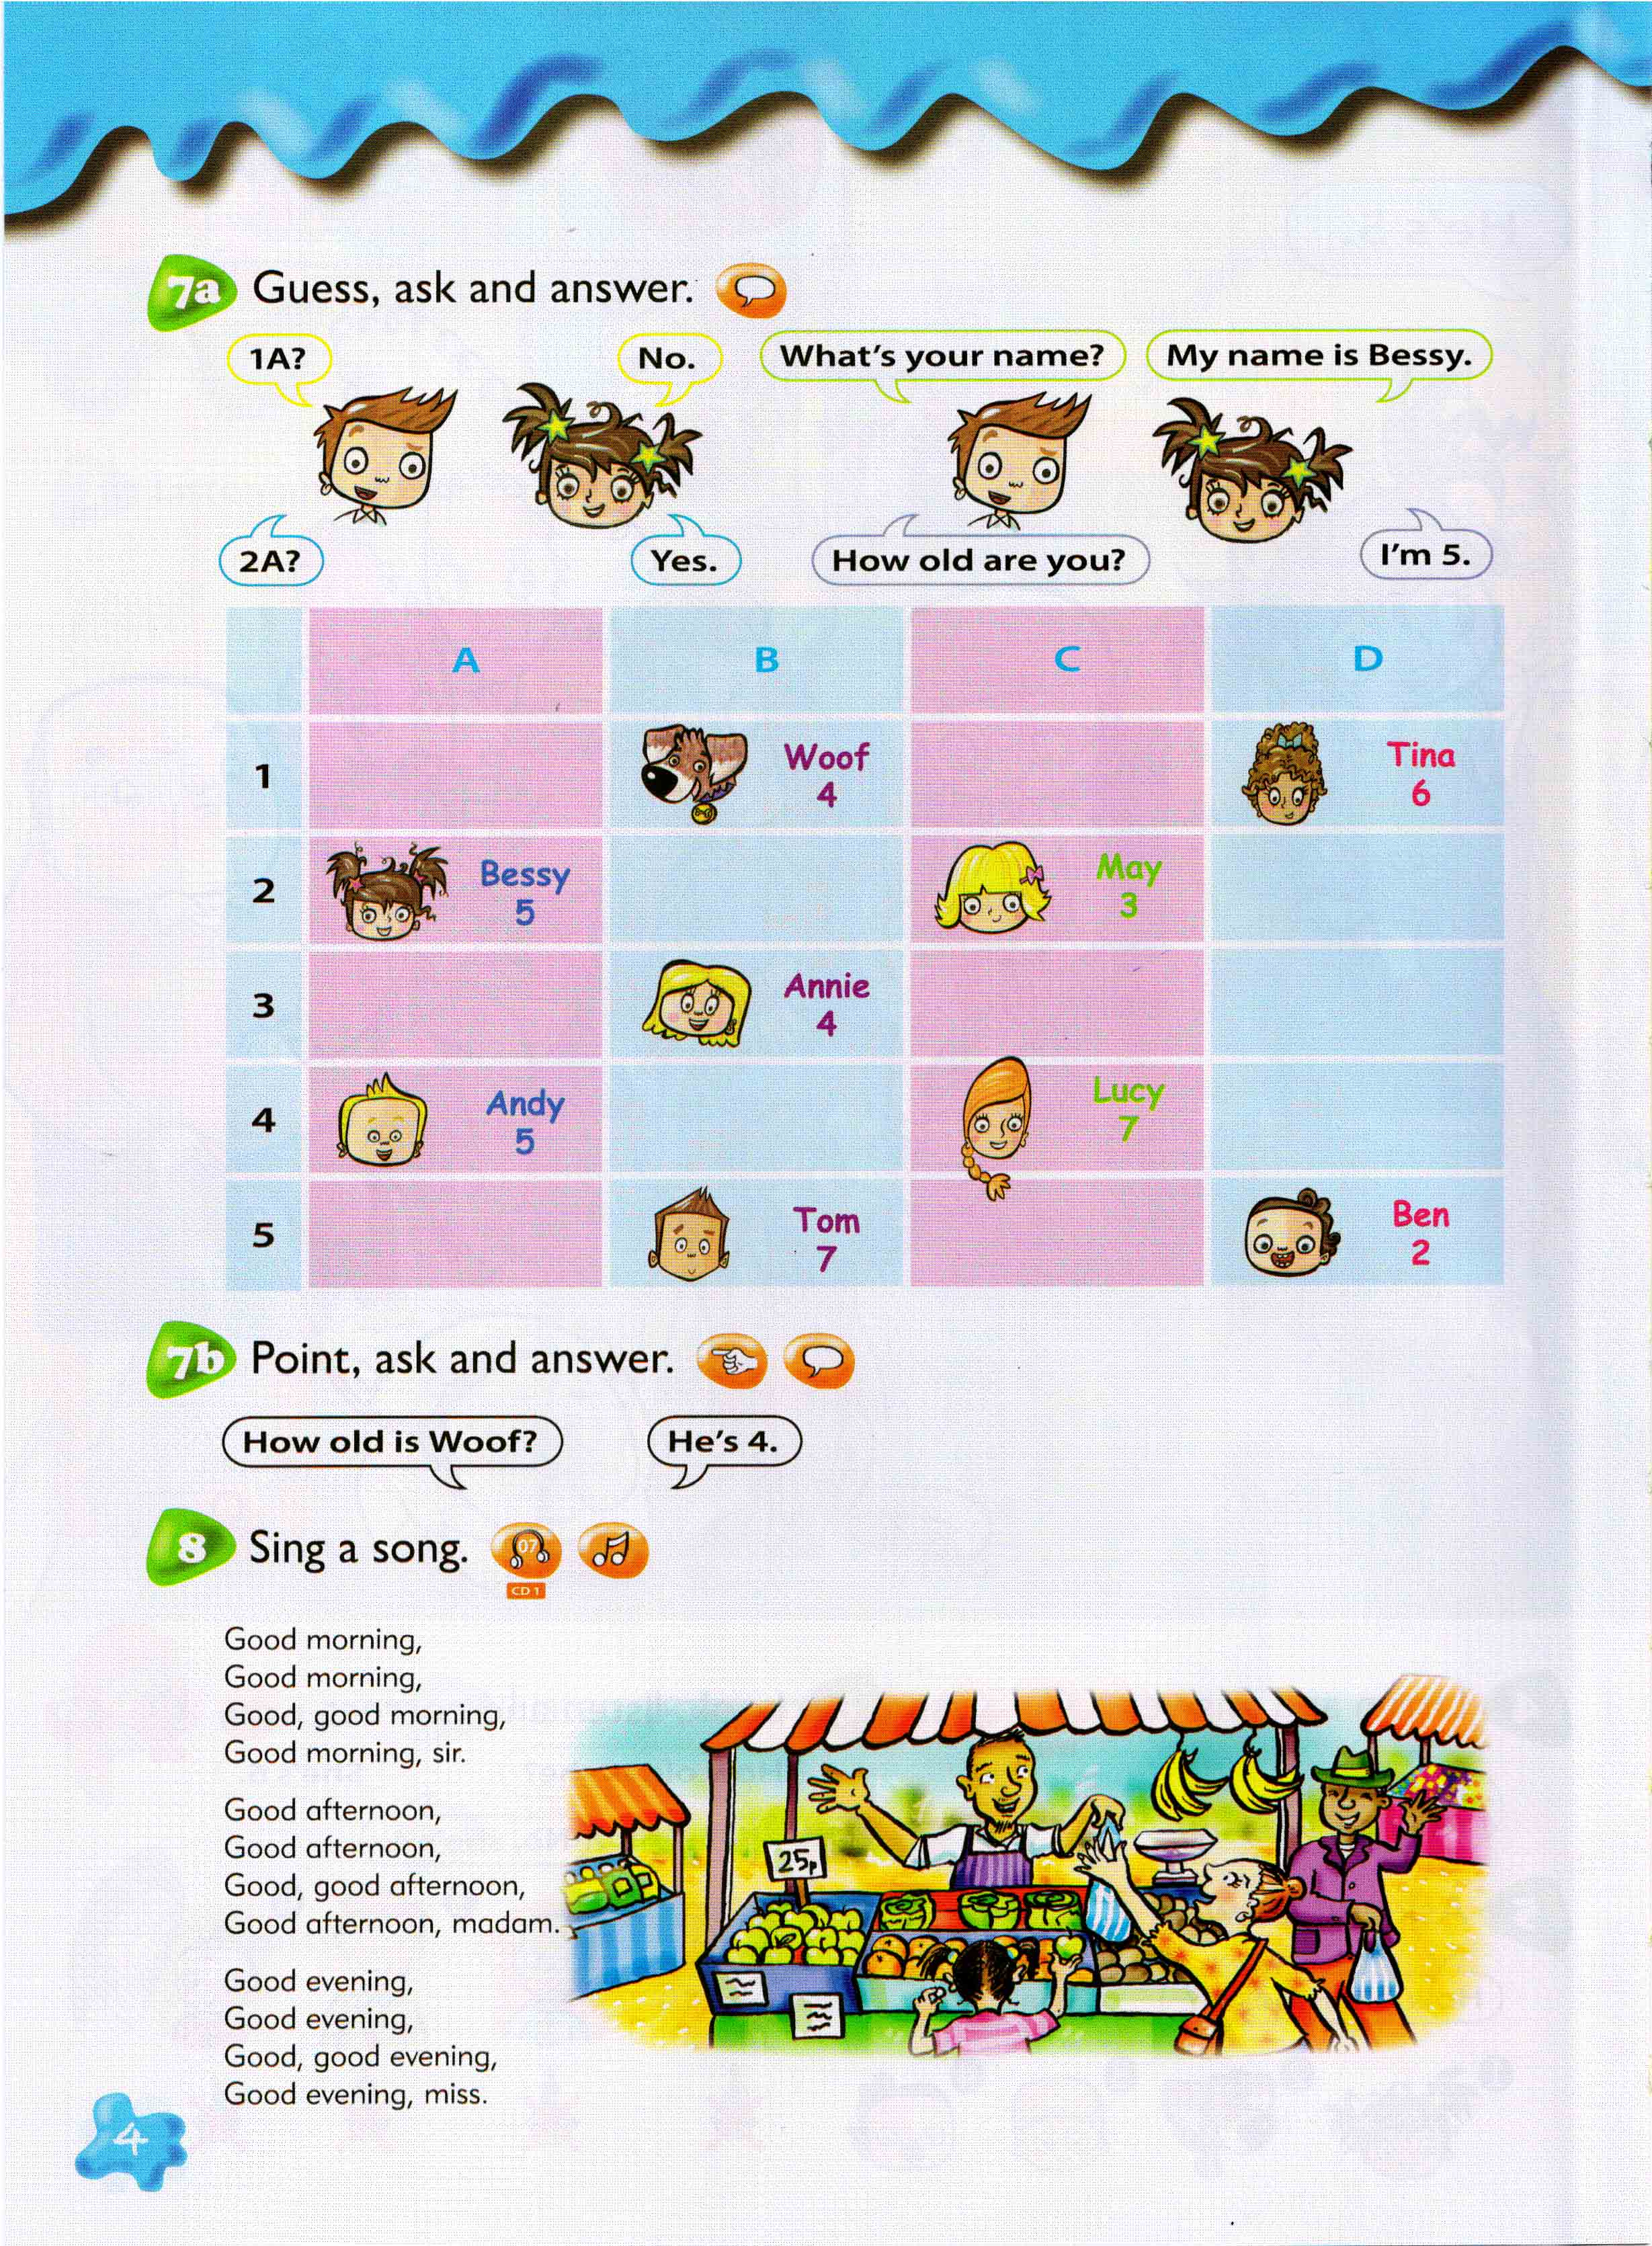 7a Guess, ask and answer.
1A?
No.
What's your name?
My name is Bessy.
2A?
Yes.
How old are you?
I'm 5.
A B C D
1
Woof
4
Tina
6
2
Bessy
5
May
3
3
Annie
4
4
Andy
5
Lucy
7
5
Tom
7
Ben
2
7b Point, ask and answer.
How old is Woof?
He's 4.
8 Sing a song.
07
CD 1
Good morning,
Good morning,
Good, good morning,
Good morning, sir.
Good afternoon,
Good afternoon,
Good, good afternoon,
Good afternoon, madam.
Good evening,
Good evening,
Good, good evening,
Good evening, miss.
25p
4